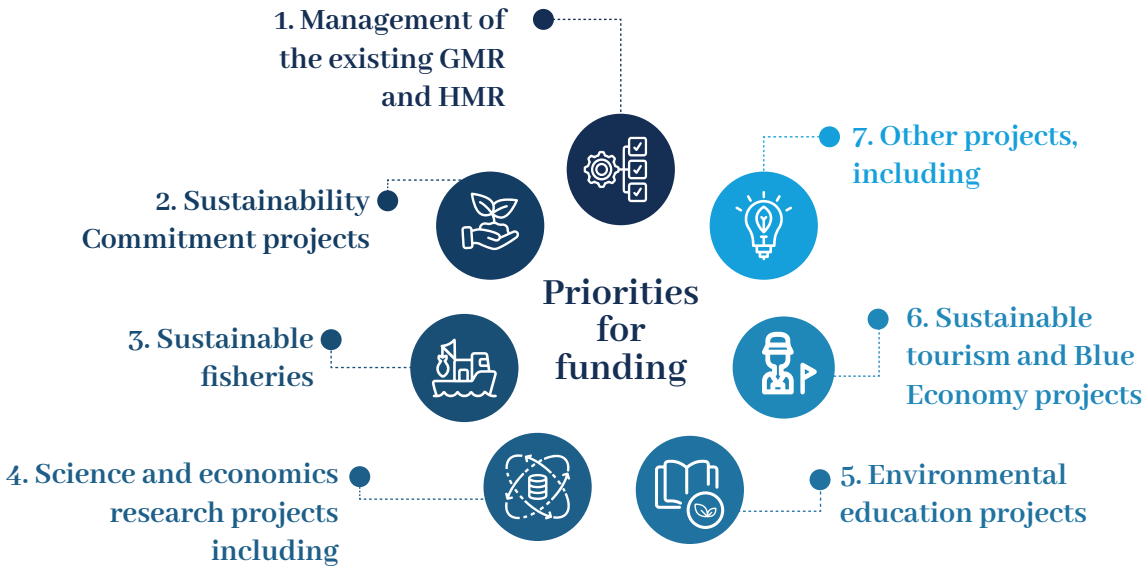 1. Management of
the existing GMR
and HMR
2. Sustainability
Commitment projects
3. Sustainable
fisheries
4. Science and economics
research projects
including
5. Environmental
education projects
6. Sustainable
tourism and Blue
Economy projects
7. Other projects,
including
Priorities
for
funding